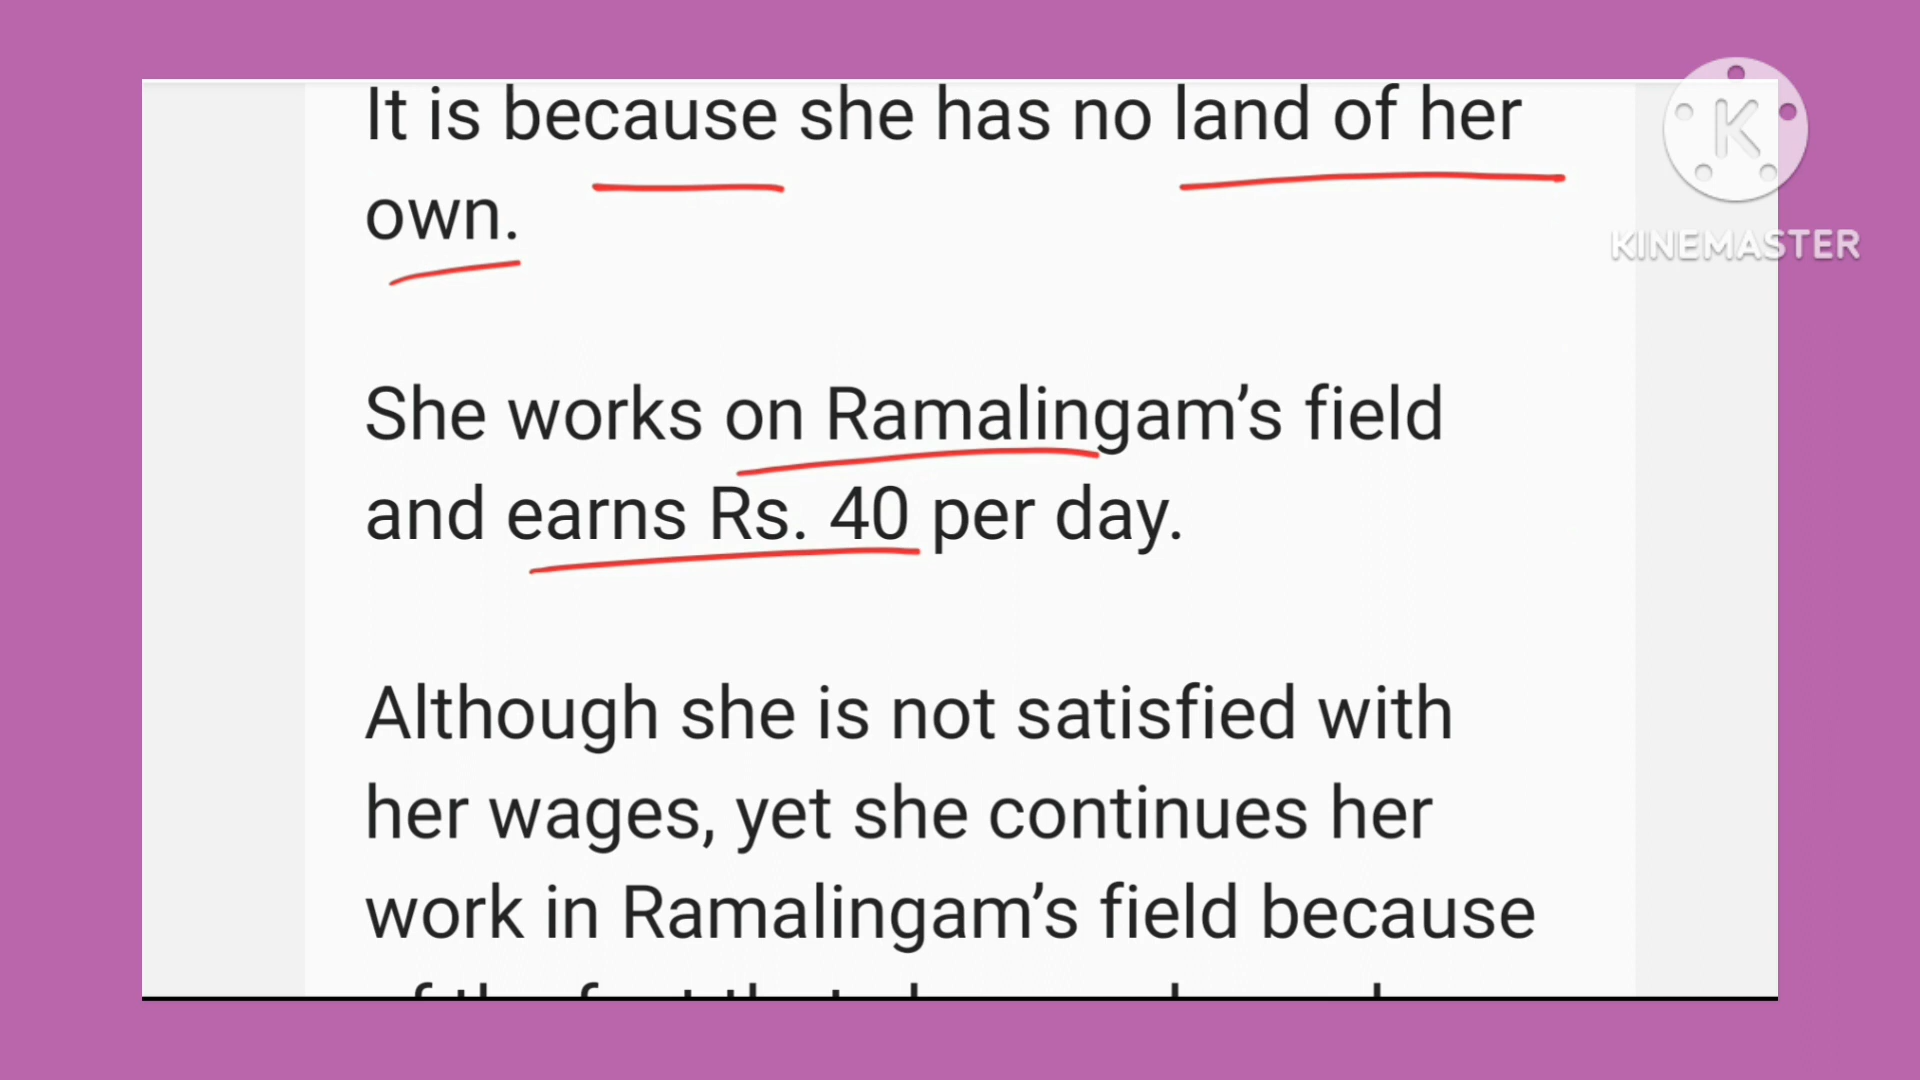 It is because she has no land of her
own.
She works on Ramalingam’s field
and earns Rs. 40 per day.
Although she is not satisfied with
her wages, yet she continues her
work in Ramalingam’s field because
K
KINEMASTER